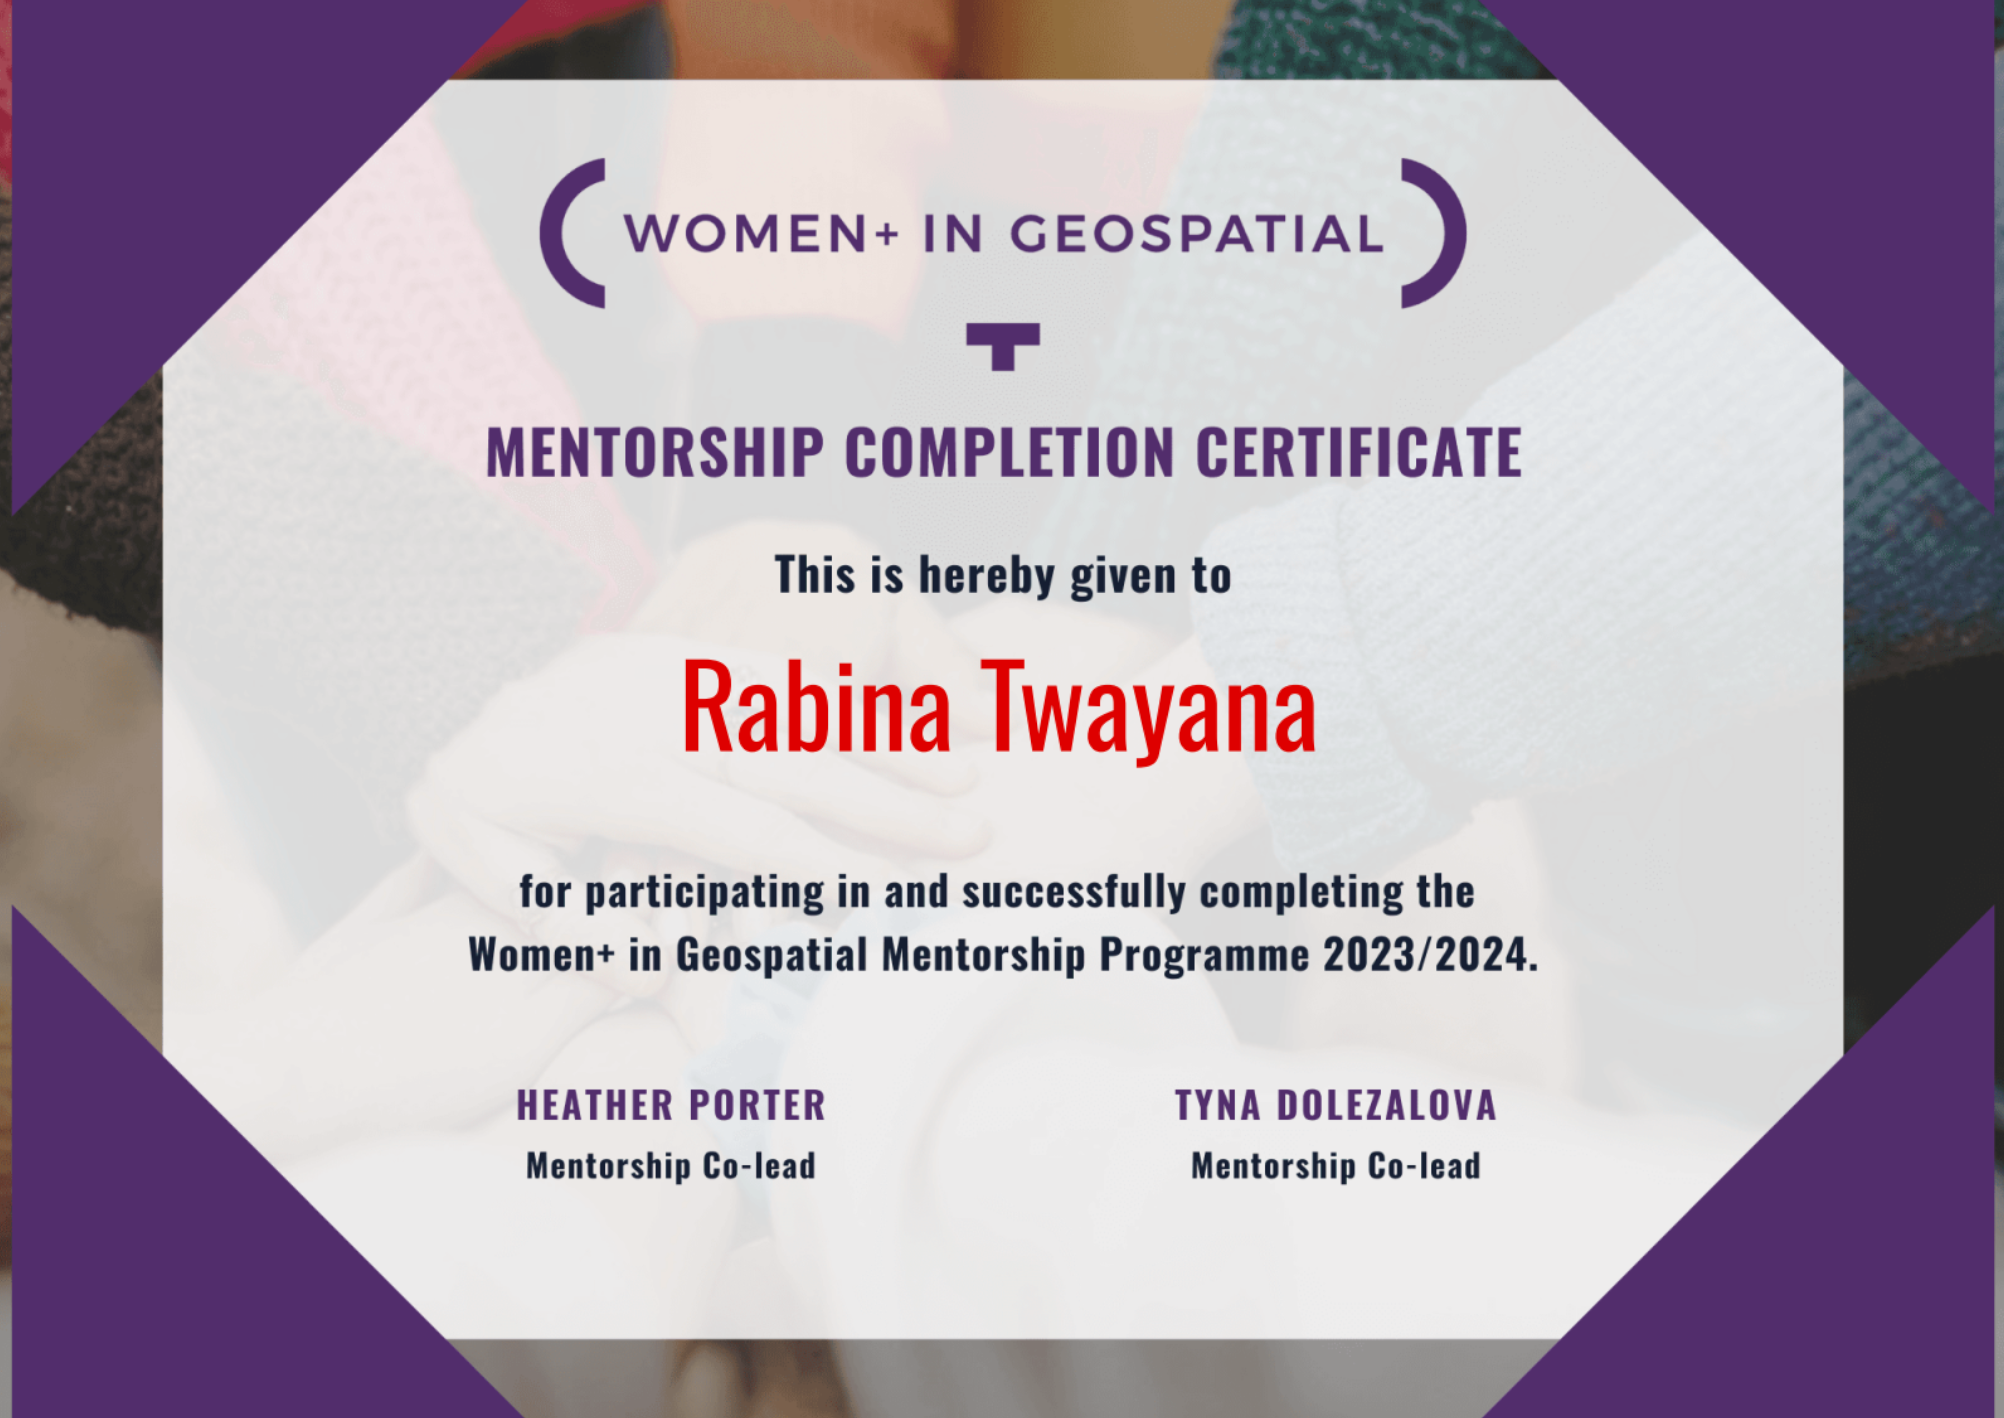 WOMEN+ IN GEOSPATIAL
MENTORSHIP COMPLETION CERTIFICATE
This is hereby given to
Rabina Twayana
for participating in and successfully completing the
Women+ in Geospatial Mentorship Programme 2023/2024.
HEATHER PORTER
Mentorship Co-lead
TYNA DOLEZALOVA
Mentorship Co-lead